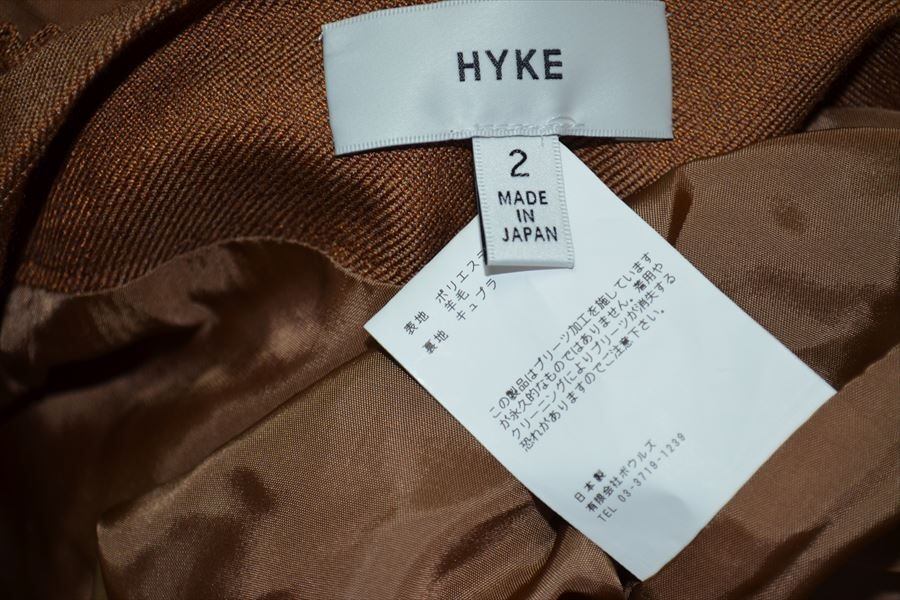 HYKE
2
MADE
IN
JAPAN
表地 ポリエステ
羊毛
裏地 キュプラ
この製品はプリーツ加工を施しています
が永久的なものではありません。着用や
クリーニングによりプリーツが消失する
恐れがありますのでご注意下さい。
日本製
有限会社ボウルズ
TEL 03-3719-1239